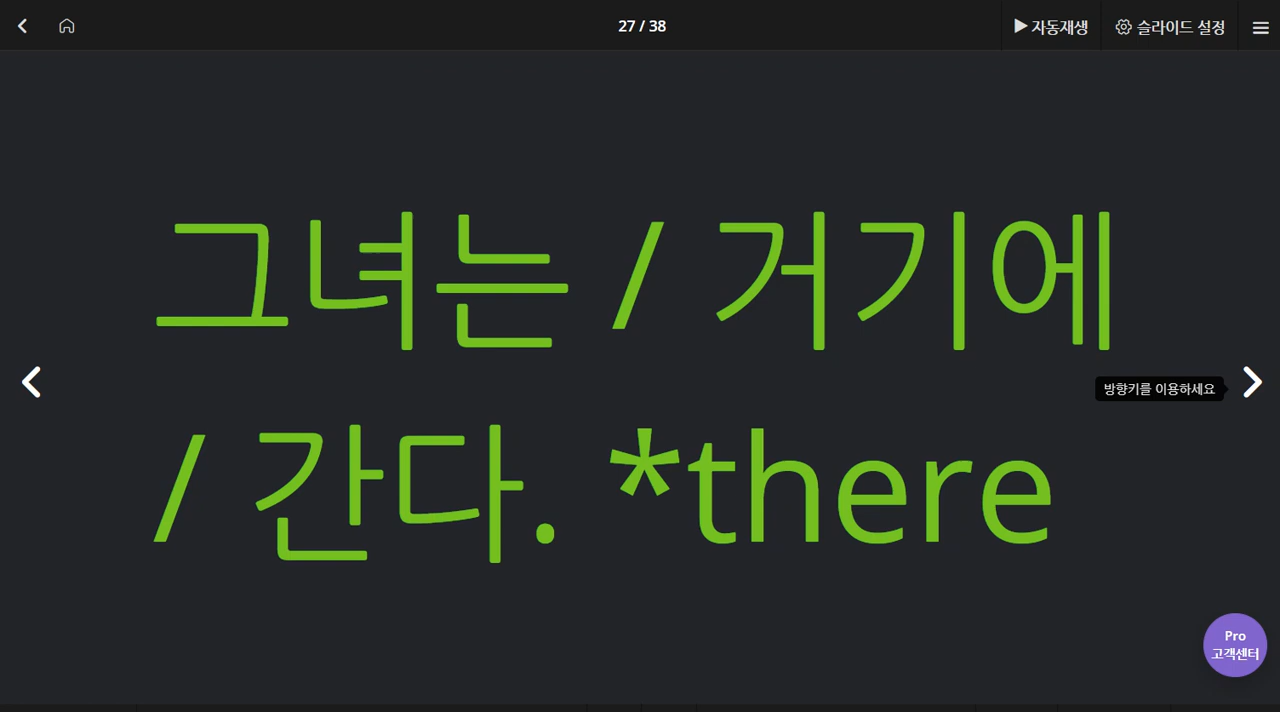 27 / 38
▶ 자동재생
슬라이드 설정
그녀는 / 거기에
/ 간다. *there
방향키를 이용하세요
Pro
고객센터